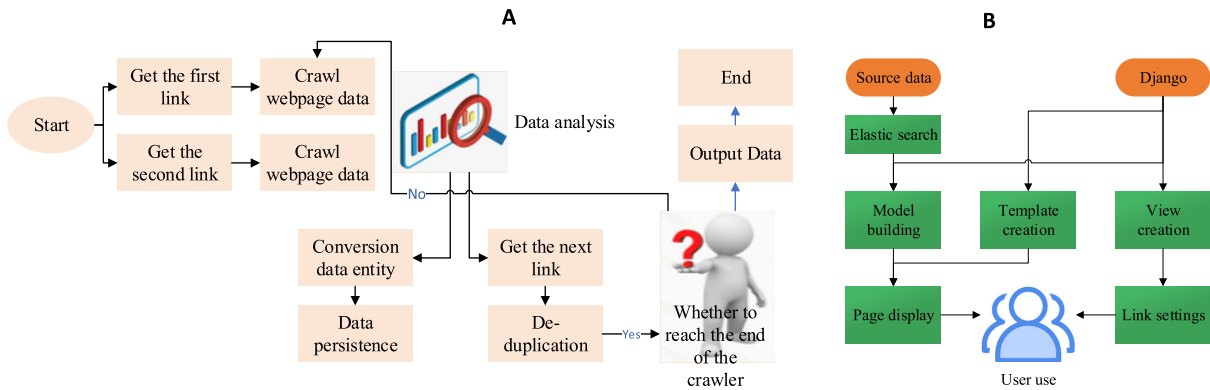 A
Start
Get the first
link
Crawl
webpage data
Get the
second link
Crawl
webpage data
Data analysis
End
Output Data
No
Conversion
data entity
Get the next
link
Data
persistence
De-
duplication
Yes
Whether to
reach the end
of the
crawler
B
Source data
Django
Elastic search
Model
building
Template
creation
View
creation
Page display
Link settings
User use